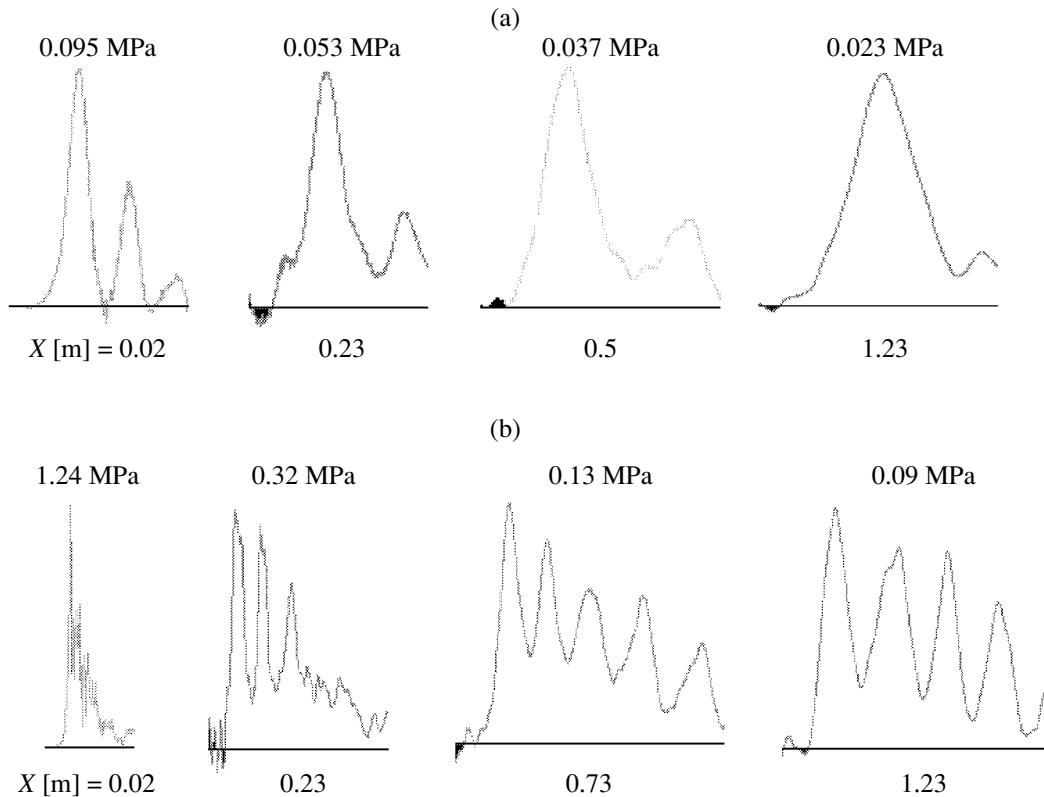 (a)
0.095 MPa 0.053 MPa 0.037 MPa 0.023 MPa
X [m] = 0.02 0.23 0.5 1.23
(b)
1.24 MPa 0.32 MPa 0.13 MPa 0.09 MPa
X [m] = 0.02 0.23 0.73 1.23